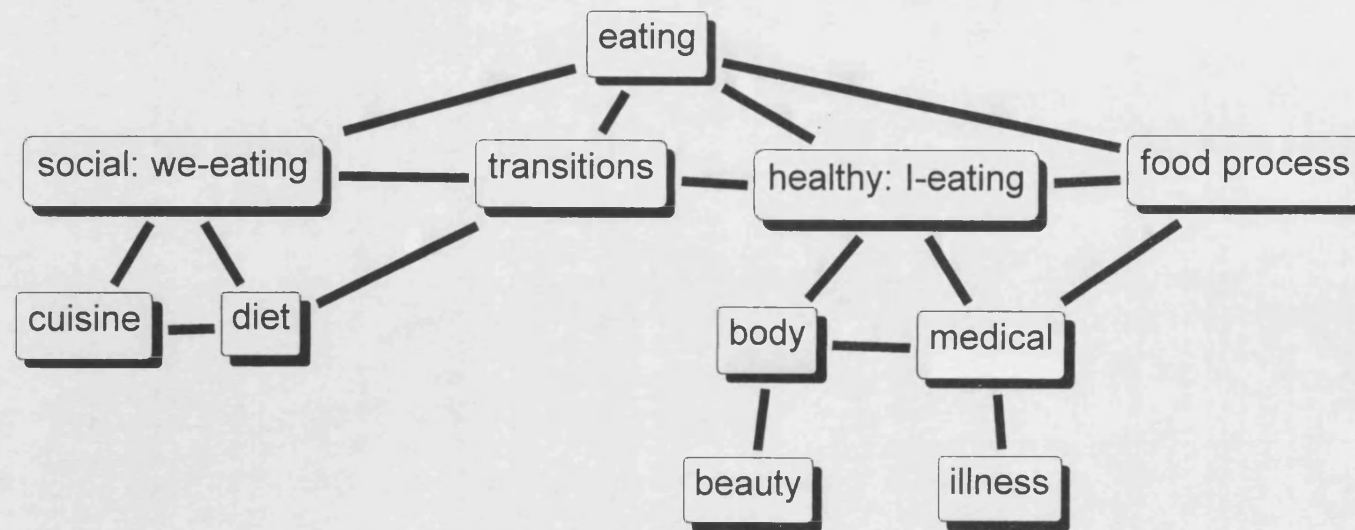 eating
social: we-eating
transitions
healthy: I-eating
food process
cuisine
diet
body
medical
beauty
illness